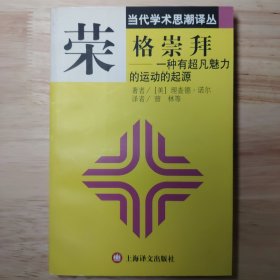 当代学术思潮译丛
荣格崇拜
——一种有超凡魅力
的运动的起源
著者／［美］理查德·诺尔
译者／曾　林等
上海译文出版社